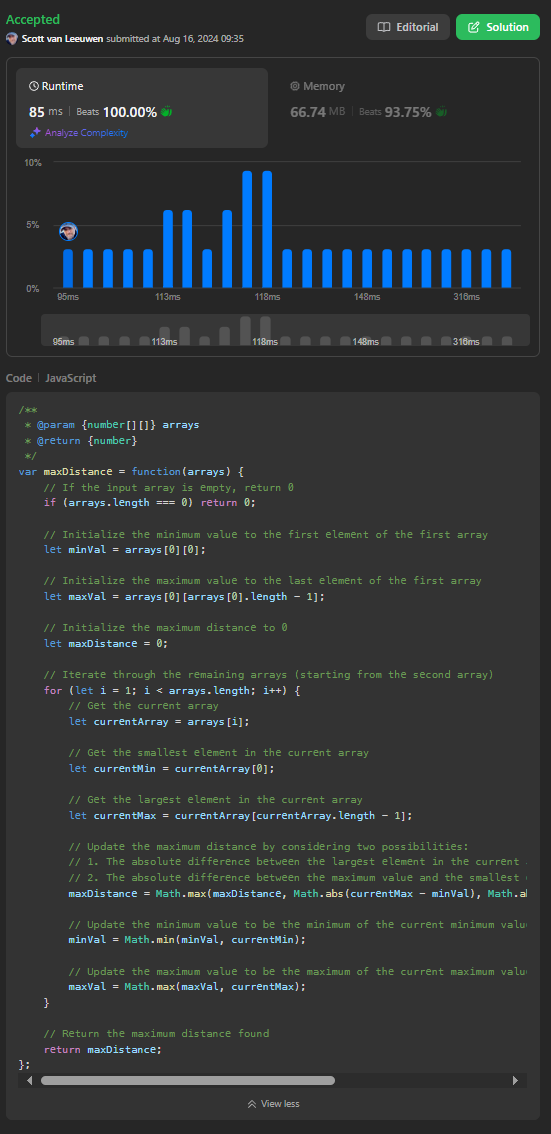 Accepted
Editorial
Solution
Scott van Leeuwen submitted at Aug 16, 2024 09:35
Runtime
85 ms | Beats 100.00%
Analyze Complexity
Memory
66.74 MB | Beats 93.75%
10%
5%
0%
95ms 113ms 118ms 148ms 316ms
95ms 113ms 118ms 148ms 316ms
Code | JavaScript
/**
 * @param {number[][]} arrays
 * @return {number}
 */
var maxDistance = function(arrays) {
    // If the input array is empty, return 0
    if (arrays.length === 0) return 0;

    // Initialize the minimum value to the first element of the first array
    let minVal = arrays[0][0];

    // Initialize the maximum value to the last element of the first array
    let maxVal = arrays[0][arrays[0].length - 1];

    // Initialize the maximum distance to 0
    let maxDistance = 0;

    // Iterate through the remaining arrays (starting from the second array)
    for (let i = 1; i < arrays.length; i++) {
        // Get the current array
        let currentArray = arrays[i];

        // Get the smallest element in the current array
        let currentMin = currentArray[0];

        // Get the largest element in the current array
        let currentMax = currentArray[currentArray.length - 1];

        // Update the maximum distance by considering two possibilities:
        // 1. The absolute difference between the largest element in the current
        // 2. The absolute difference between the maximum value and the smallest
        maxDistance = Math.max(maxDistance, Math.abs(currentMax - minVal), Math.ab

        // Update the minimum value to be the minimum of the current minimum valu
        minVal = Math.min(minVal, currentMin);

        // Update the maximum value to be the maximum of the current maximum valu
        maxVal = Math.max(maxVal, currentMax);
    }

    // Return the maximum distance found
    return maxDistance;
};
View less